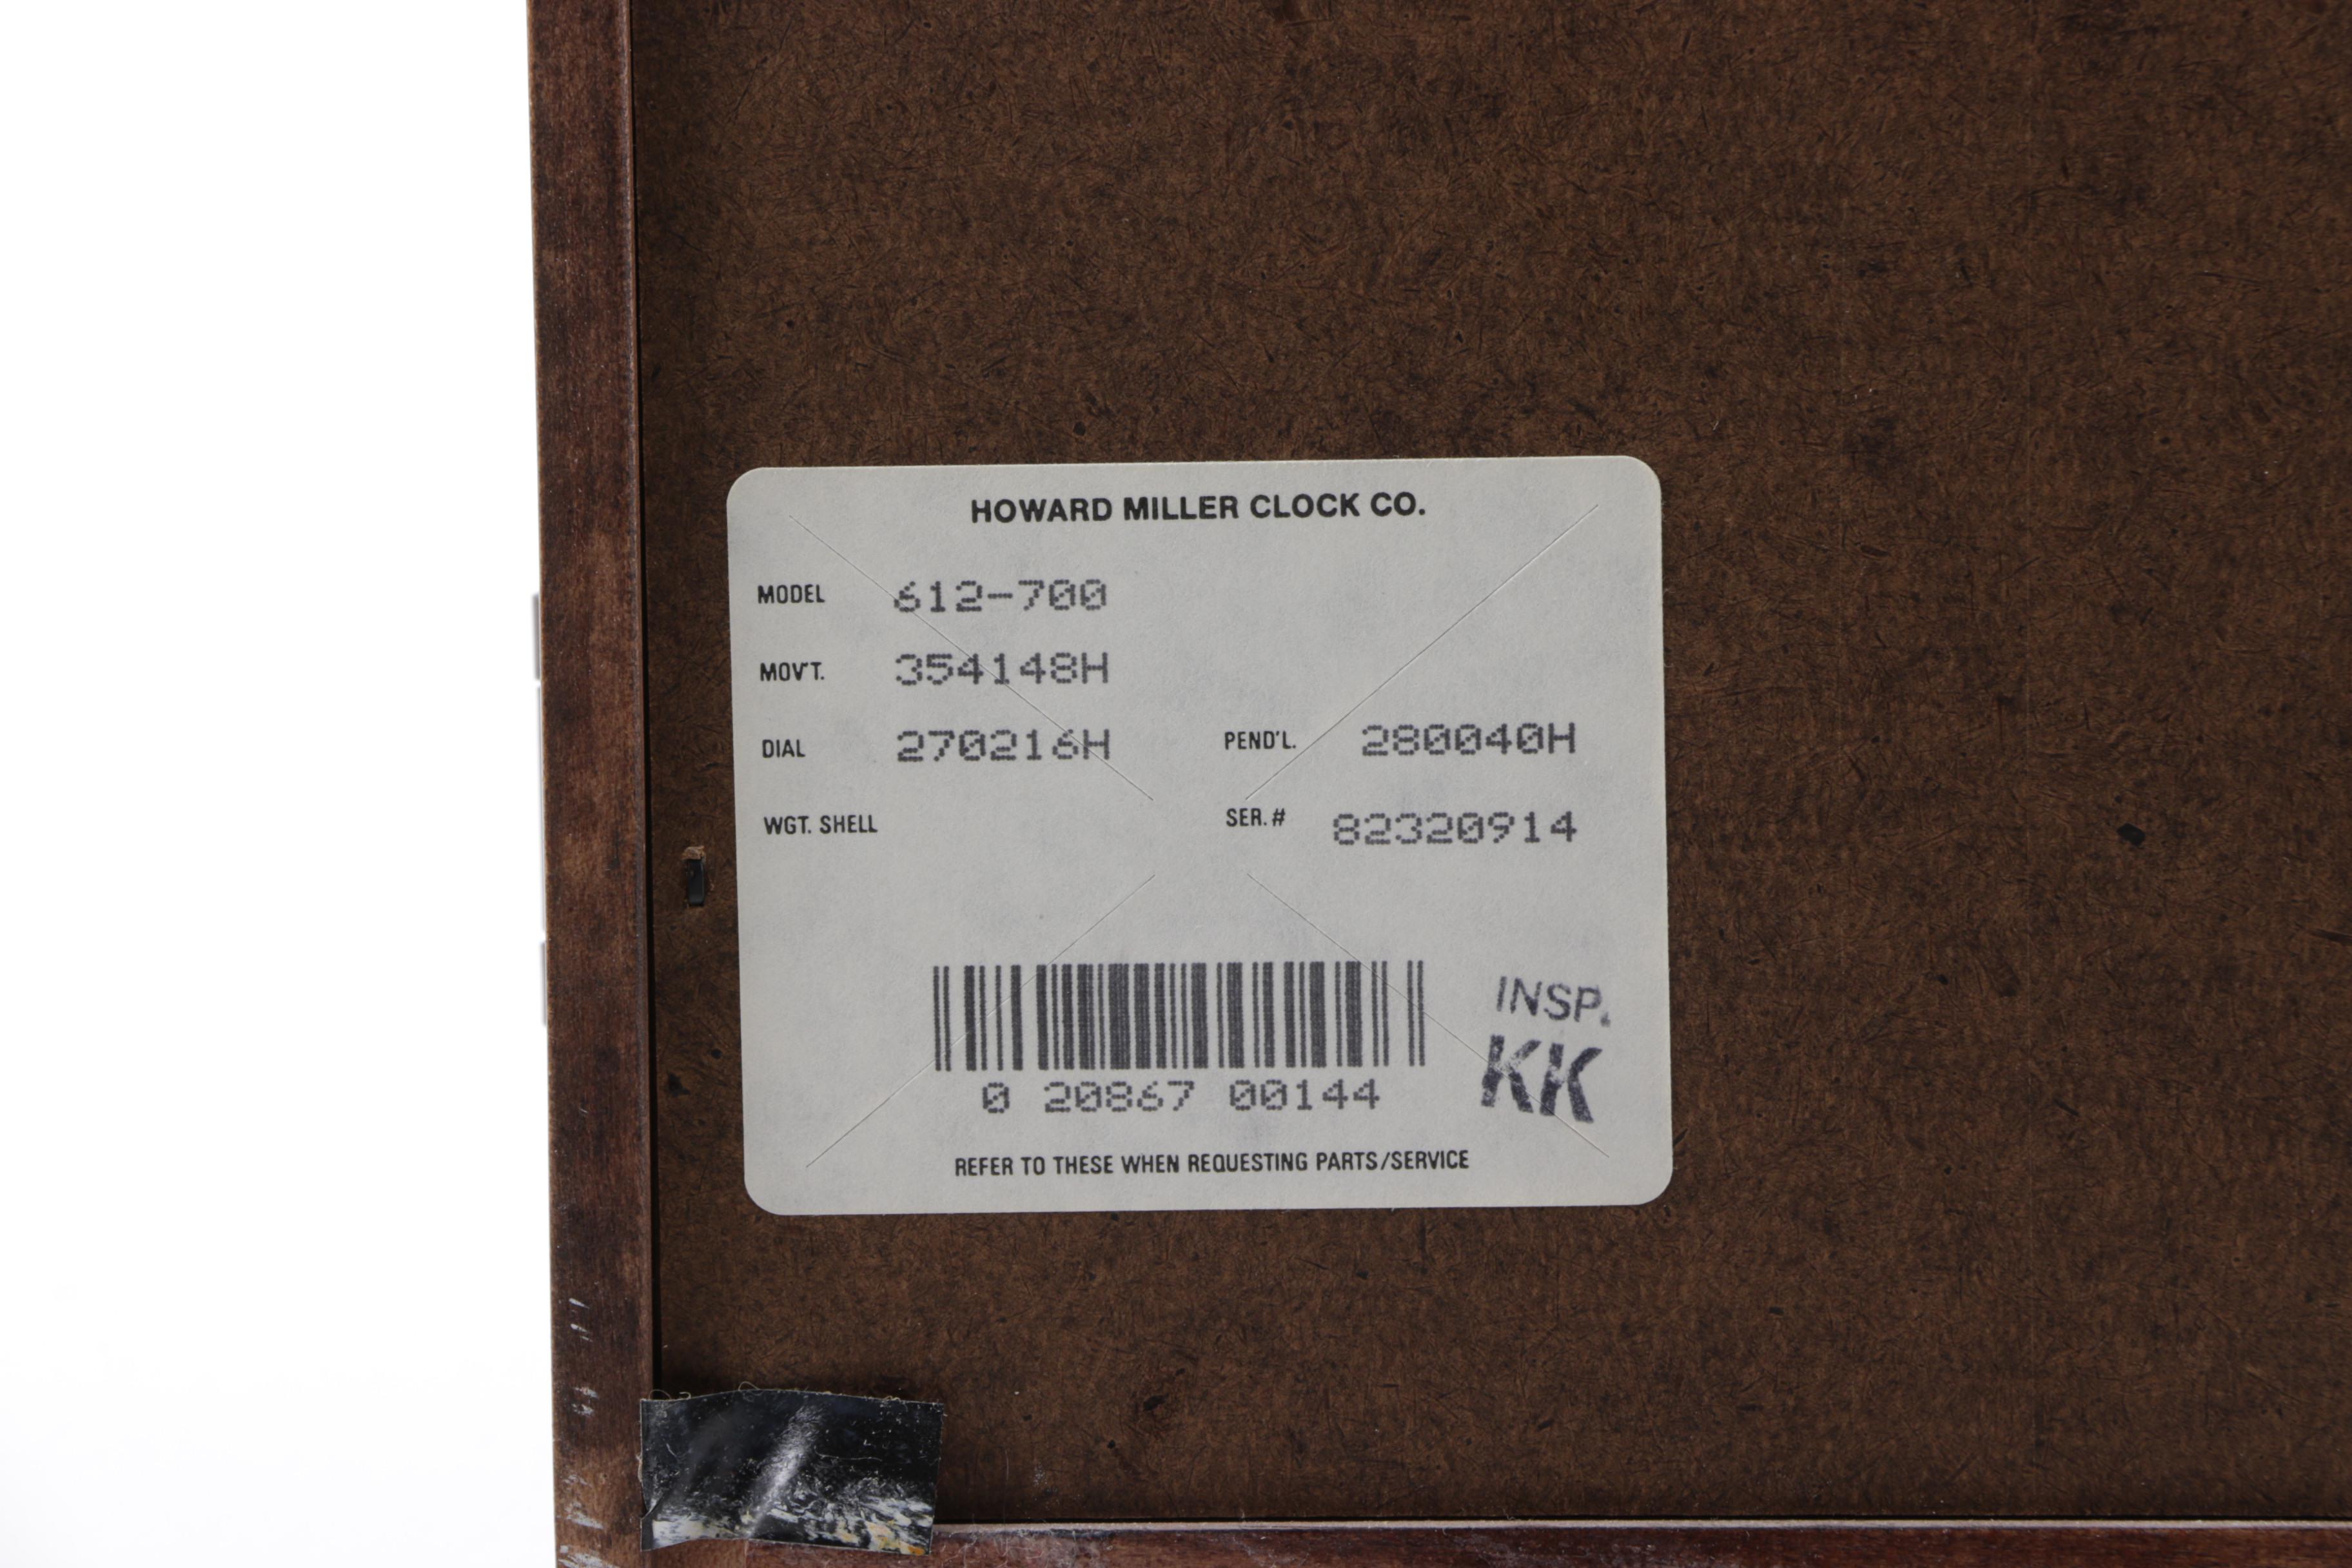 HOWARD MILLER CLOCK CO.
MODEL 612-700
MOV'T. 354148H
DIAL 270216H PEND'L. 280040H
WGT. SHELL SER.# 82320914
INSP.
KK
0 20867 00144
REFER TO THESE WHEN REQUESTING PARTS/SERVICE